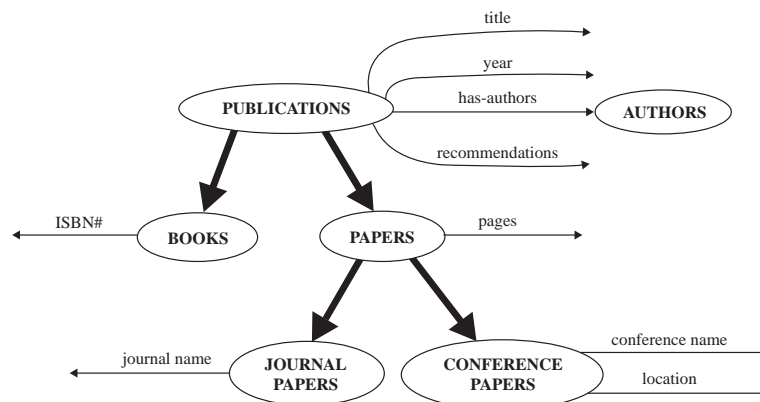 title
year
has-authors
PUBLICATIONS
AUTHORS
recommendations
ISBN#
BOOKS
PAPERS
pages
journal name
JOURNAL
PAPERS
CONFERENCE
PAPERS
conference name
location